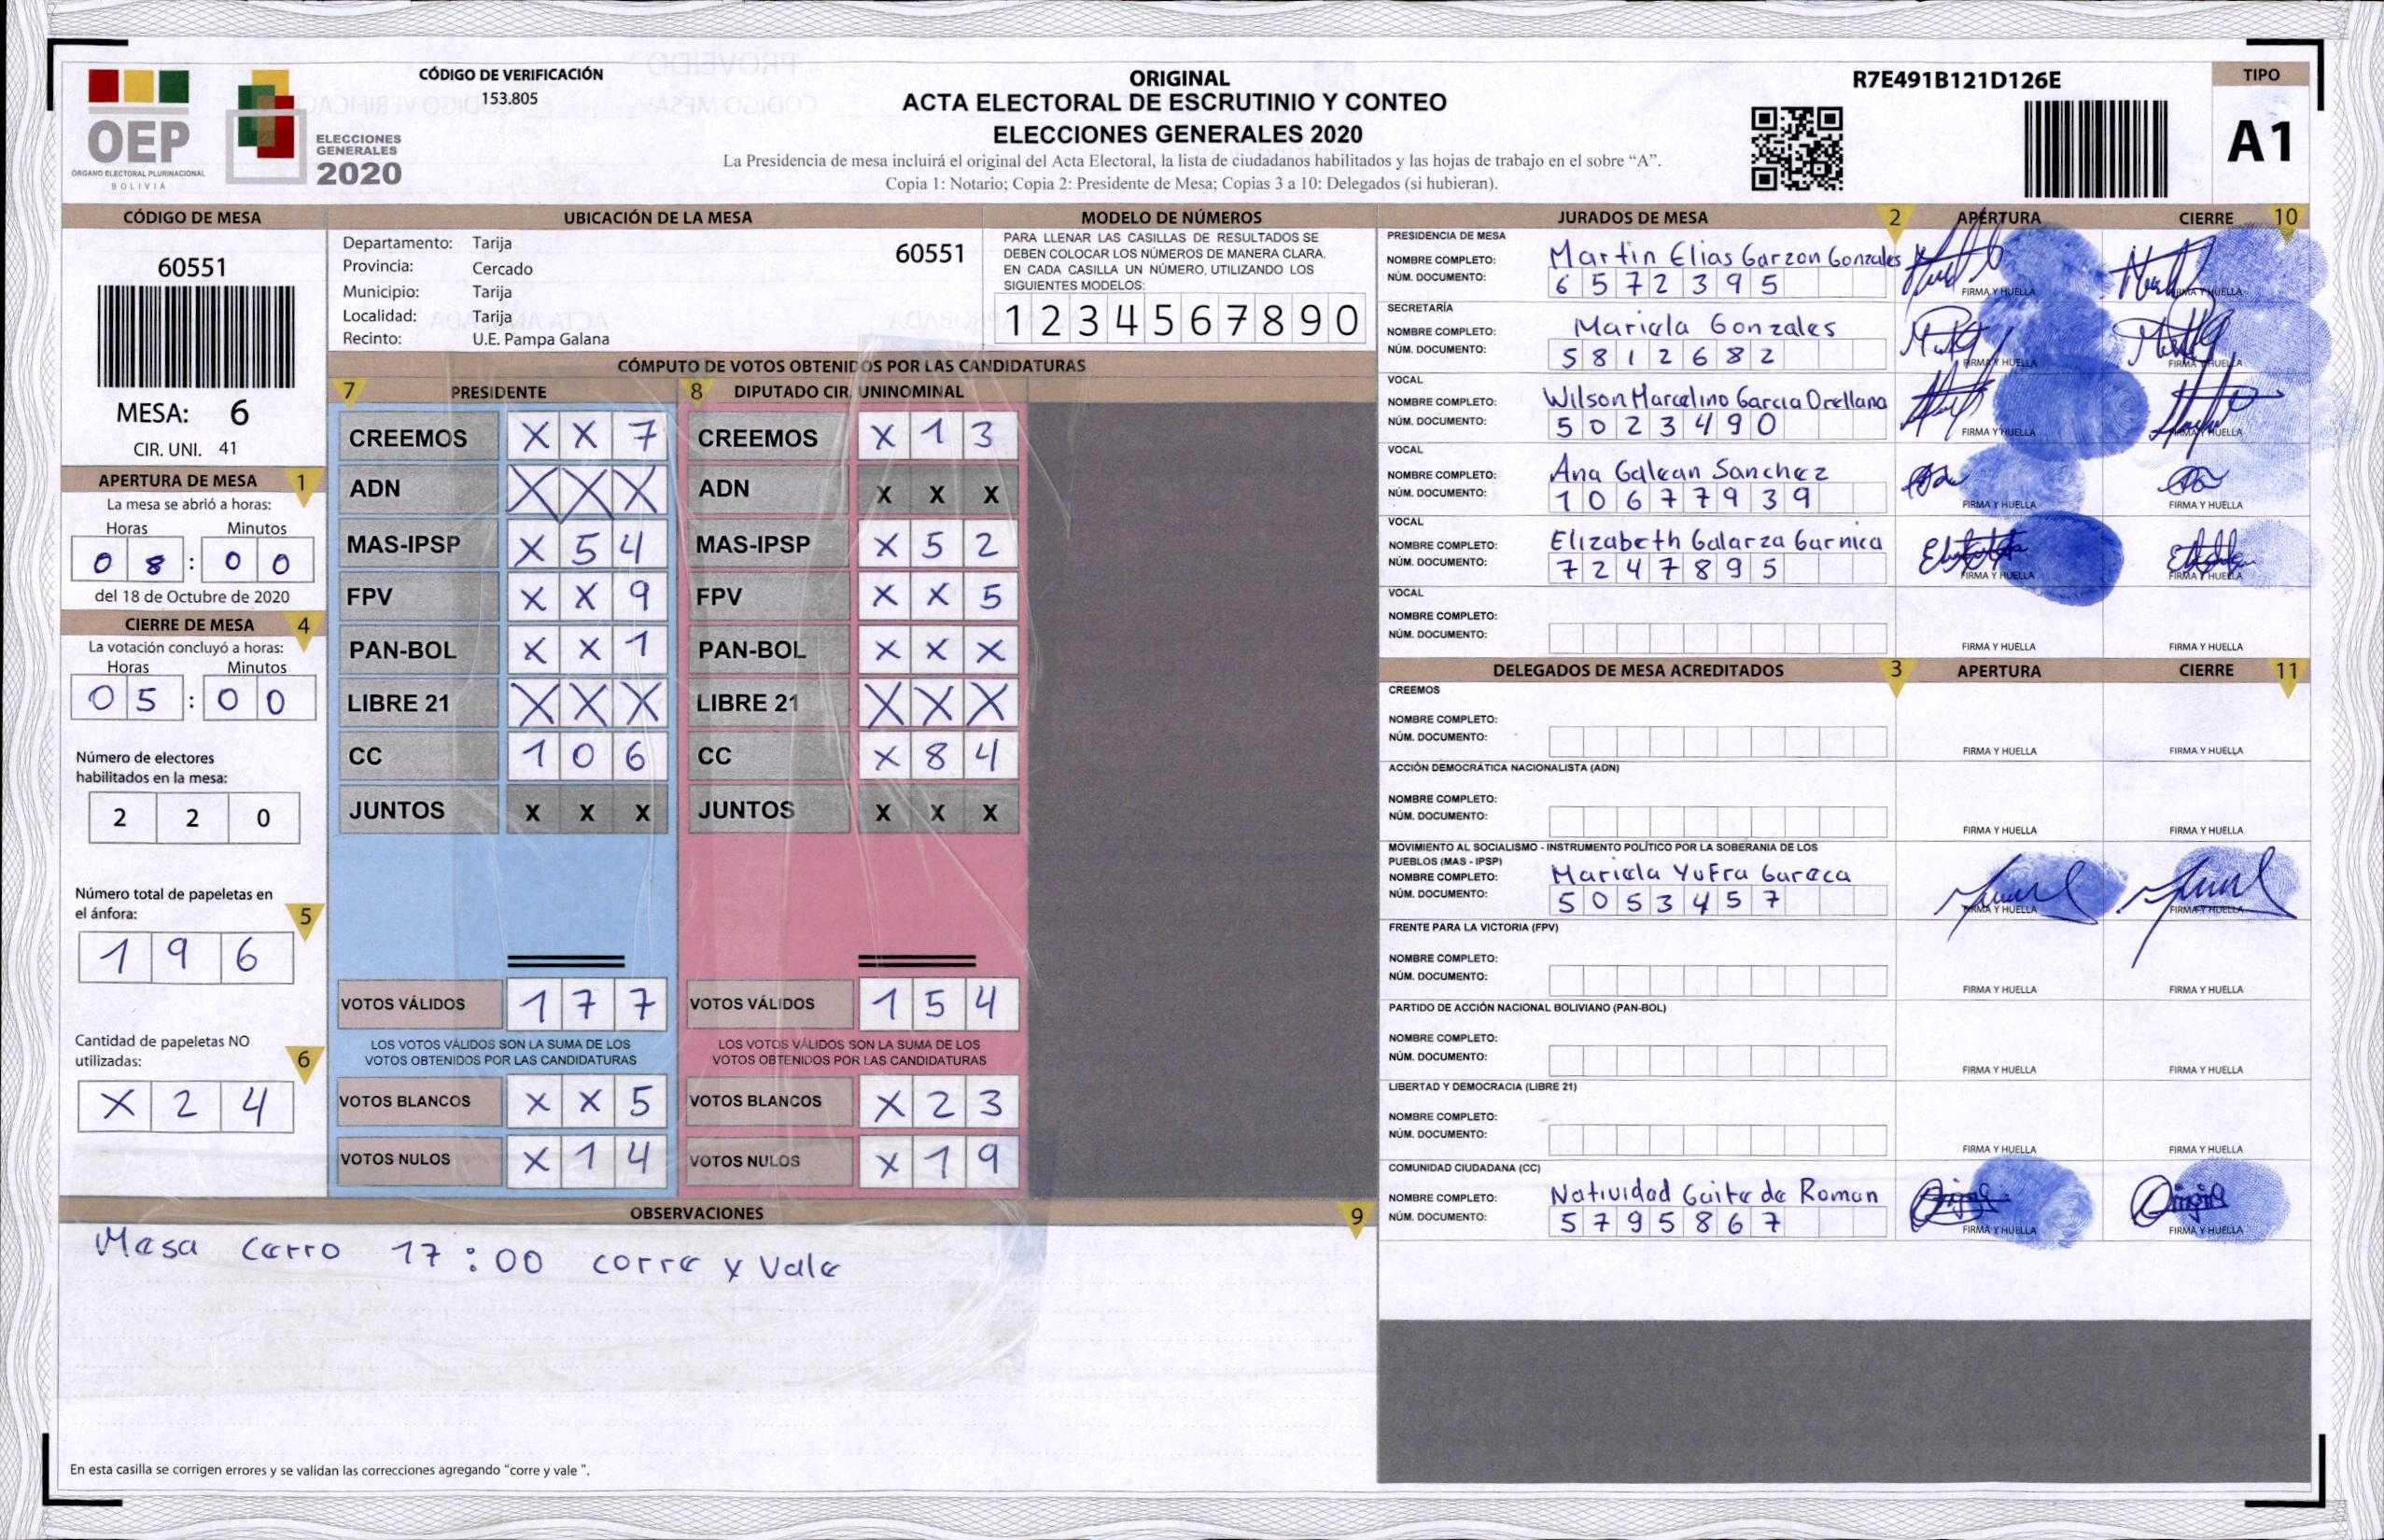 OEP
ÓRGANO ELECTORAL PLURINACIONAL
BOLIVIA
ELECCIONES
GENERALES
2020
CÓDIGO DE VERIFICACIÓN
153.805
ORIGINAL
ACTA ELECTORAL DE ESCRUTINIO Y CONTEO
ELECCIONES GENERALES 2020
La Presidencia de mesa incluirá el original del Acta Electoral, la lista de ciudadanos habilitados y las hojas de trabajo en el sobre “A”.
Copia 1: Notario; Copia 2: Presidente de Mesa; Copias 3 a 10: Delegados (si hubieran).
R7E491B121D126E
TIPO
A1
CÓDIGO DE MESA
60551
MESA: 6
CIR. UNI. 41
APERTURA DE MESA 1
La mesa se abrió a horas:
Horas Minutos
0 8 : 0 0
del 18 de Octubre de 2020
CIERRE DE MESA 4
La votación concluyó a horas:
Horas Minutos
0 5 : 0 0
Número de electores
habilitados en la mesa:
2 2 0
Número total de papeletas en
el ánfora: 5
1 9 6
Cantidad de papeletas NO
utilizadas: 6
X 2 4
UBICACIÓN DE LA MESA
Departamento: Tarija 60551
Provincia: Cercado
Municipio: Tarija
Localidad: Tarija
Recinto: U.E. Pampa Galana
MODELO DE NÚMEROS
PARA LLENAR LAS CASILLAS DE RESULTADOS SE
DEBEN COLOCAR LOS NÚMEROS DE MANERA CLARA.
EN CADA CASILLA UN NÚMERO, UTILIZANDO LOS
SIGUIENTES MODELOS:
1 2 3 4 5 6 7 8 9 0
CÓMPUTO DE VOTOS OBTENIDOS POR LAS CANDIDATURAS
7 PRESIDENTE 8 DIPUTADO CIR. UNINOMINAL
CREEMOS X X 7 CREEMOS X 1 3
ADN X X X ADN X X X
MAS-IPSP X 5 4 MAS-IPSP X 5 2
FPV X X 9 FPV X X 5
PAN-BOL X X 1 PAN-BOL X X X
LIBRE 21 X X X LIBRE 21 X X X
CC 1 0 6 CC X 8 4
JUNTOS X X X JUNTOS X X X
VOTOS VÁLIDOS 1 7 7 VOTOS VÁLIDOS 1 5 4
LOS VOTOS VÁLIDOS SON LA SUMA DE LOS LOS VOTOS VÁLIDOS SON LA SUMA DE LOS
VOTOS OBTENIDOS POR LAS CANDIDATURAS VOTOS OBTENIDOS POR LAS CANDIDATURAS
VOTOS BLANCOS X X 5 VOTOS BLANCOS X 2 3
VOTOS NULOS X 1 4 VOTOS NULOS X 1 9
OBSERVACIONES 9
Mesa cerro 17:00 corre y vale
En esta casilla se corrigen errores y se validan las correcciones agregando “corre y vale ”.
JURADOS DE MESA 2 APERTURA CIERRE 10
PRESIDENCIA DE MESA
NOMBRE COMPLETO: Martin Elias Garzon Gonzales
NÚM. DOCUMENTO: 6572395 FIRMA Y HUELLA FIRMA Y HUELLA
SECRETARÍA
NOMBRE COMPLETO: Mariela Gonzales
NÚM. DOCUMENTO: 5812682 FIRMA Y HUELLA FIRMA Y HUELLA
VOCAL
NOMBRE COMPLETO: Wilson Marcelino Garcia Orellana
NÚM. DOCUMENTO: 5023490 FIRMA Y HUELLA FIRMA Y HUELLA
VOCAL
NOMBRE COMPLETO: Ana Galean Sanchez
NÚM. DOCUMENTO: 10677939 FIRMA Y HUELLA FIRMA Y HUELLA
VOCAL
NOMBRE COMPLETO: Elizabeth Galarza Garnica
NÚM. DOCUMENTO: 7247895 FIRMA Y HUELLA FIRMA Y HUELLA
VOCAL
NOMBRE COMPLETO:
NÚM. DOCUMENTO: FIRMA Y HUELLA FIRMA Y HUELLA
DELEGADOS DE MESA ACREDITADOS 3 APERTURA CIERRE 11
CREEMOS
NOMBRE COMPLETO:
NÚM. DOCUMENTO: FIRMA Y HUELLA FIRMA Y HUELLA
ACCIÓN DEMOCRÁTICA NACIONALISTA (ADN)
NOMBRE COMPLETO:
NÚM. DOCUMENTO: FIRMA Y HUELLA FIRMA Y HUELLA
MOVIMIENTO AL SOCIALISMO - INSTRUMENTO POLÍTICO POR LA SOBERANIA DE LOS
PUEBLOS (MAS - IPSP)
NOMBRE COMPLETO: Mariela Yufra Gareca
NÚM. DOCUMENTO: 5053457 FIRMA Y HUELLA FIRMA Y HUELLA
FRENTE PARA LA VICTORIA (FPV)
NOMBRE COMPLETO:
NÚM. DOCUMENTO: FIRMA Y HUELLA FIRMA Y HUELLA
PARTIDO DE ACCIÓN NACIONAL BOLIVIANO (PAN-BOL)
NOMBRE COMPLETO:
NÚM. DOCUMENTO: FIRMA Y HUELLA FIRMA Y HUELLA
LIBERTAD Y DEMOCRACIA (LIBRE 21)
NOMBRE COMPLETO:
NÚM. DOCUMENTO: FIRMA Y HUELLA FIRMA Y HUELLA
COMUNIDAD CIUDADANA (CC)
NOMBRE COMPLETO: Natividad Gaite de Roman
NÚM. DOCUMENTO: 5795867 FIRMA Y HUELLA FIRMA Y HUELLA